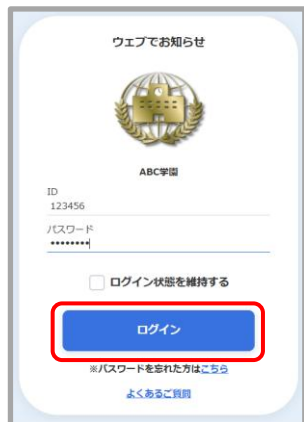 ウェブでお知らせ
ABC学園
ID
123456
パスワード
••••••••
ログイン状態を維持する
ログイン
※パスワードを忘れた方はこちら
よくあるご質問